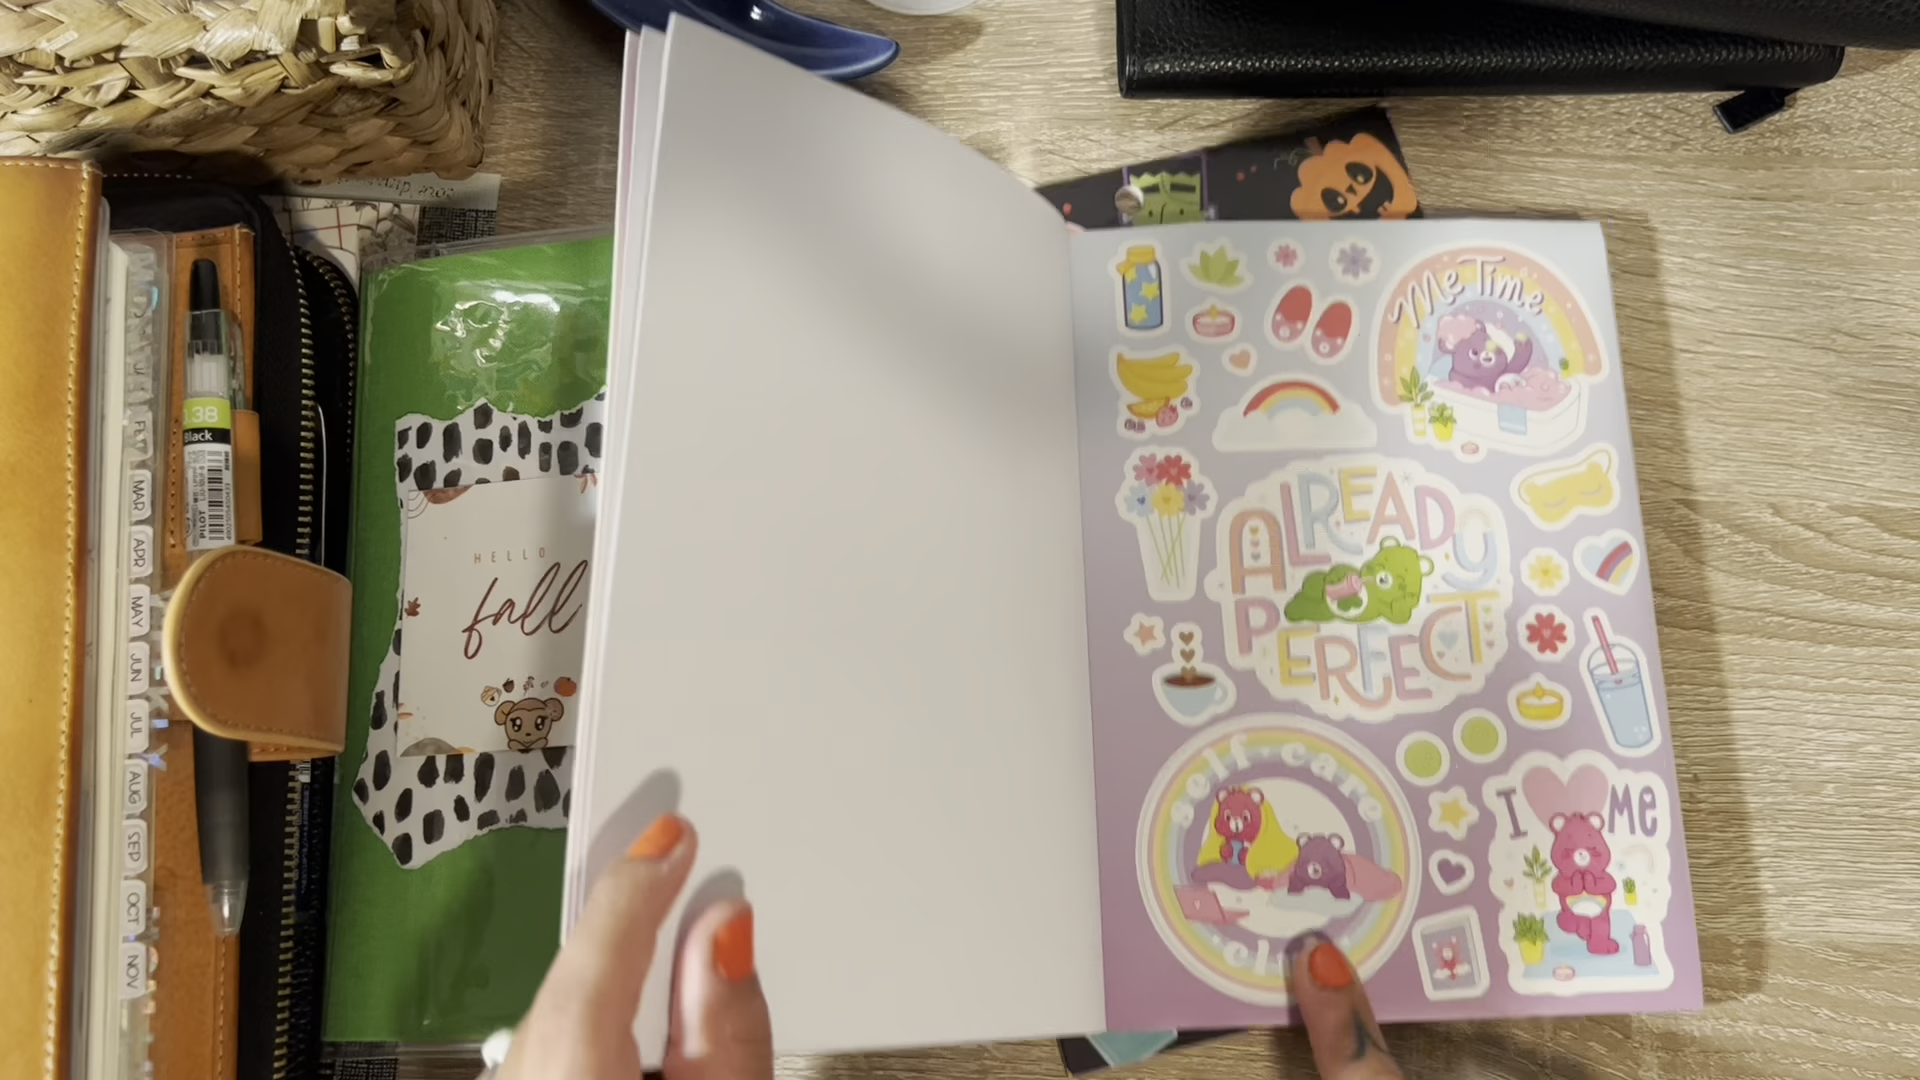 .38
Black
PILOT
MAR
APR
MAY
JUN
JUL
AUG
SEP
OCT
NOV
HELLO
fall
Me Time
ALREADY
PERFECT
self care
I ME